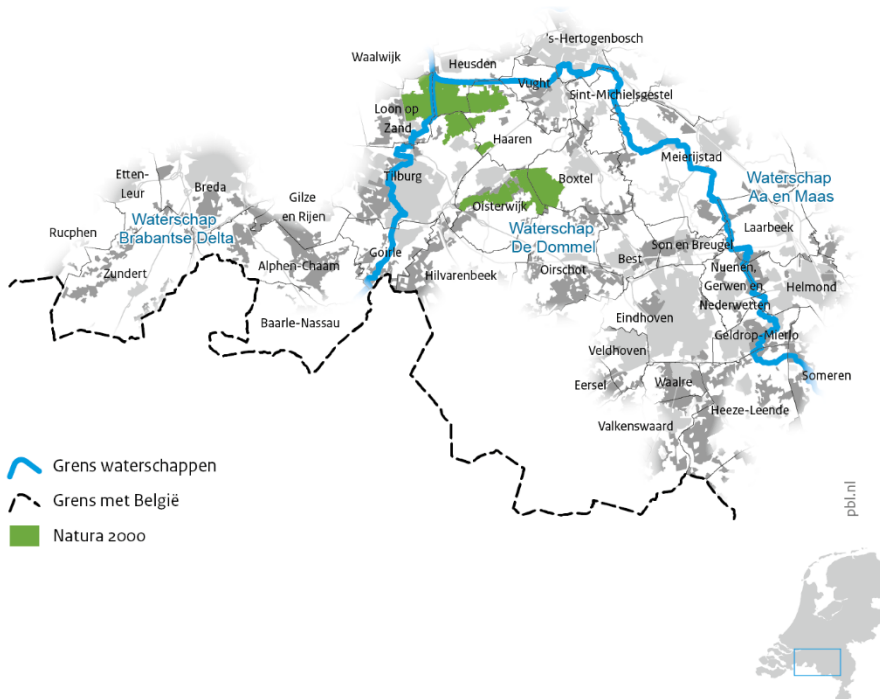 's-Hertogenbosch
Waalwijk
Heusden
Vught
Sint-Michielsgestel
Loon op
Zand
Haaren
Meierijstad
Etten-
Leur
Breda
Tilburg
Boxtel
Waterschap
Aa en Maas
Gilze
en Rijen
Oisterwijk
Rucphen
Waterschap
Brabantse Delta
Waterschap
De Dommel
Laarbeek
Zundert
Alphen-Chaam
Goirle
Hilvarenbeek
Oirschot
Best
Son en Breugel
Nuenen,
Gerwen en
Nederwetten
Helmond
Baarle-Nassau
Eindhoven
Geldrop-Mierlo
Veldhoven
Eersel
Waalre
Someren
Heeze-Leende
Valkenswaard
Grens waterschappen
Grens met België
Natura 2000
pbl.nl